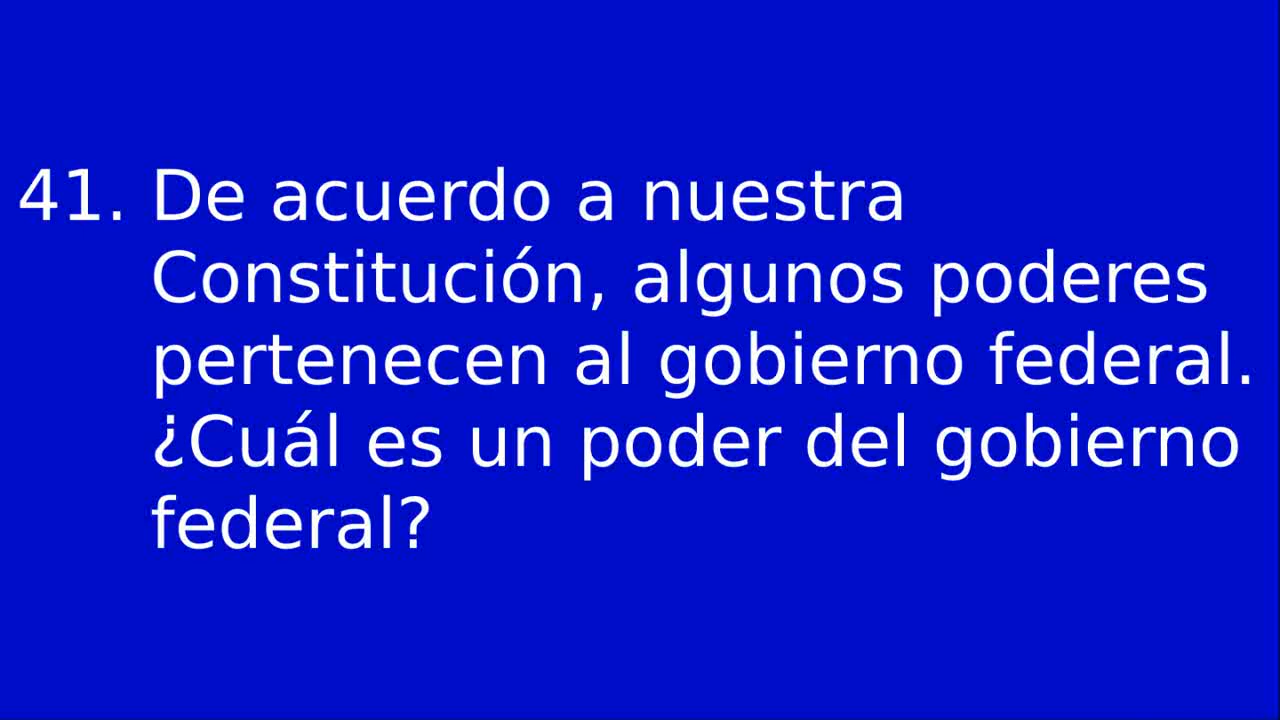 41. De acuerdo a nuestra
Constitución, algunos poderes
pertenecen al gobierno federal.
¿Cuál es un poder del gobierno
federal?